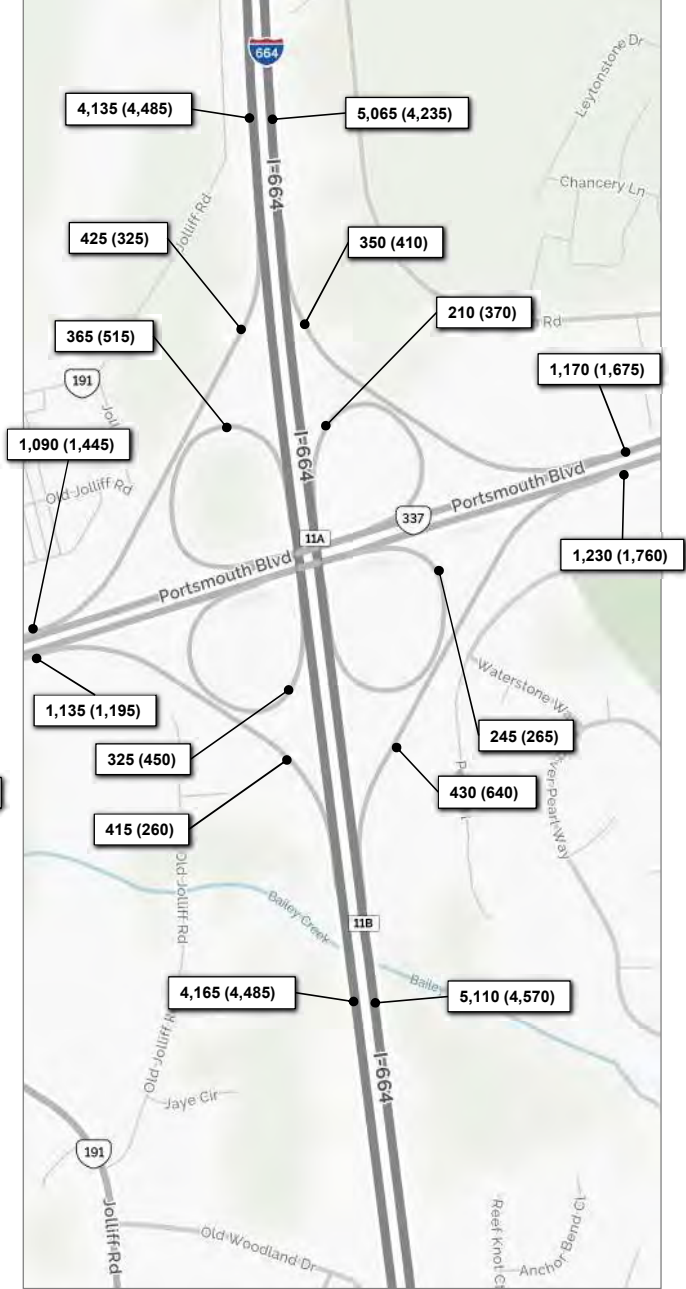 Leytonstone Dr
664
4,135 (4,485)
5,065 (4,235)
I-664
Chancery Ln
Jolliff Rd
425 (325)
350 (410)
210 (370)
Rd
365 (515)
1,170 (1,675)
191
1,090 (1,445)
I-664
Old Jolliff Rd
Portsmouth Blvd
337
11A
Portsmouth Blvd
1,230 (1,760)
Waterstone
1,135 (1,195)
245 (265)
325 (450)
430 (640)
415 (260)
Old Jolliff Rd
Bailey Creek
11B
4,165 (4,485)
5,110 (4,570)
Old Jolliff R
I-664
Jaye Cir
191
Jolliff Rd
Old Woodland Dr
Reef Knot Ct
Anchor Bend Ct